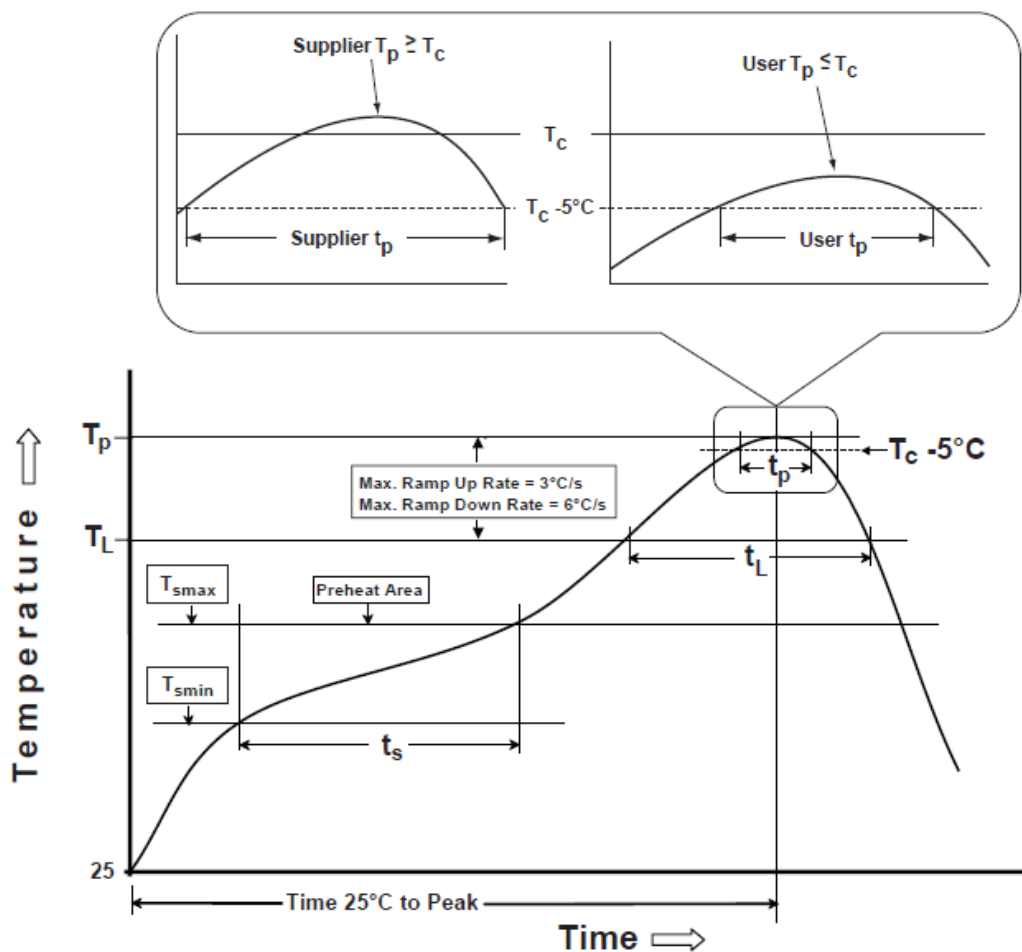 Supplier Tp ≥ Tc
User Tp ≤ Tc
Tc
Tc -5°C
Supplier tp
User tp
Tp
Tc -5°C
tp
Max. Ramp Up Rate = 3°C/s
Max. Ramp Down Rate = 6°C/s
TL
tL
Tsmax
Preheat Area
Tsmin
ts
Temperature
25
Time 25°C to Peak
Time